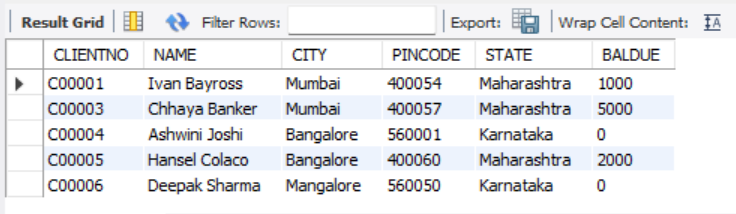 Result Grid Filter Rows: Export: Wrap Cell Content: IA
CLIENTNO NAME CITY PINCODE STATE BALDUE
C00001 Ivan Bayross Mumbai 400054 Maharashtra 1000
C00003 Chhaya Banker Mumbai 400057 Maharashtra 5000
C00004 Ashwini Joshi Bangalore 560001 Karnataka 0
C00005 Hansel Colaco Bangalore 400060 Maharashtra 2000
C00006 Deepak Sharma Mangalore 560050 Karnataka 0